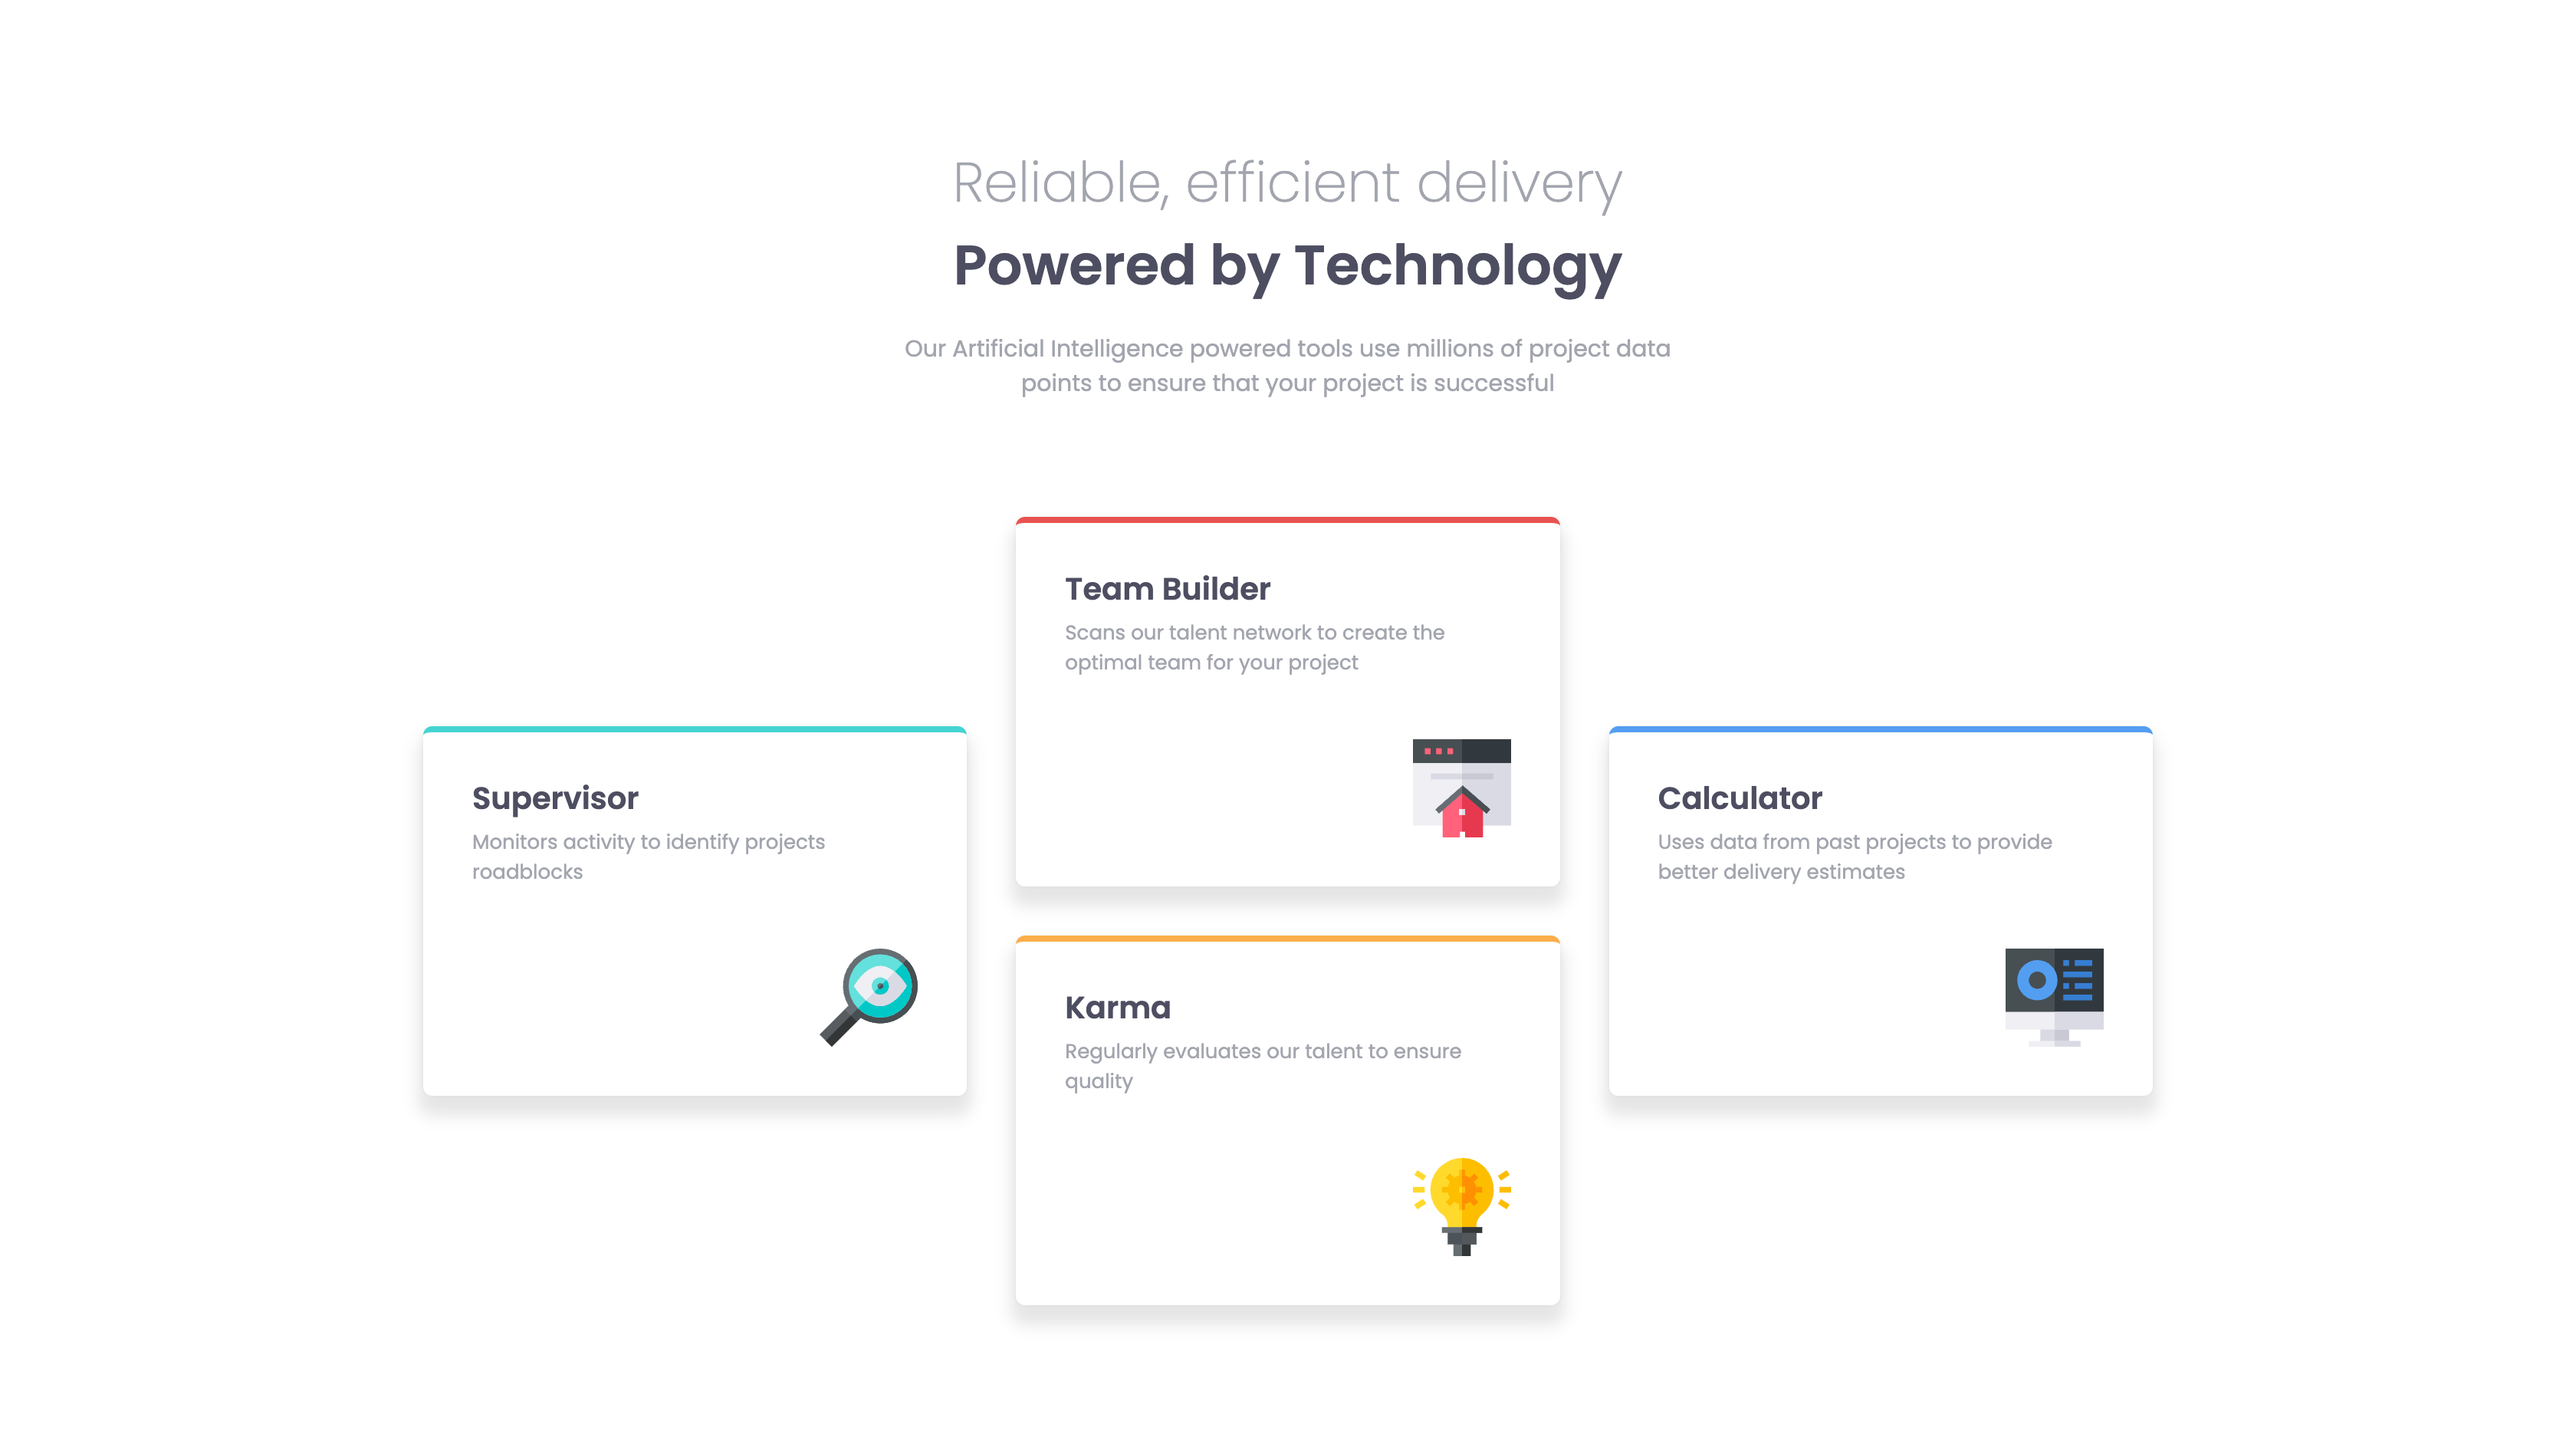 Reliable, efficient delivery
Powered by Technology
Our Artificial Intelligence powered tools use millions of project data
points to ensure that your project is successful
Team Builder
Scans our talent network to create the
optimal team for your project
Supervisor
Monitors activity to identify projects
roadblocks
Calculator
Uses data from past projects to provide
better delivery estimates
Karma
Regularly evaluates our talent to ensure
quality